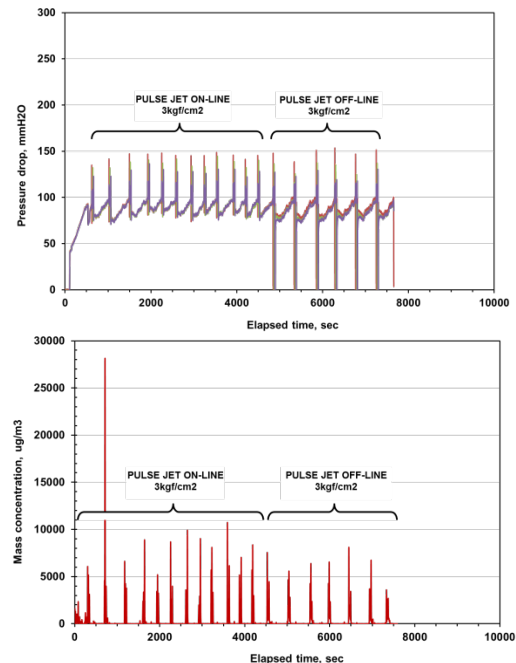 300
250
200
150
100
50
0
Pressure drop, mmH2O
PULSE JET ON-LINE
3kgf/cm2
PULSE JET OFF-LINE
3kgf/cm2
0 2000 4000 6000 8000 10000
Elapsed time, sec
30000
25000
20000
15000
10000
5000
0
Mass concentration, ug/m3
PULSE JET ON-LINE
3kgf/cm2
PULSE JET OFF-LINE
3kgf/cm2
0 2000 4000 6000 8000 10000
Elapsed time, sec